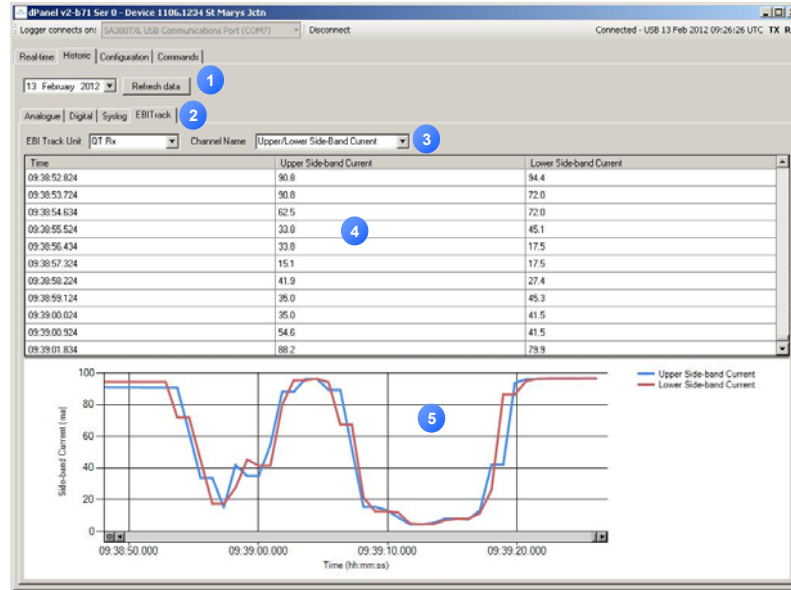 dPanel v2-b71 Ser 0 - Device 1106.1234 St Marys Jctn
Logger connects on: SA300TXL USB Communications Port (COM7) Disconnect Connected - USB 13 Feb 2012 09:26:26 UTC TX R
Real-time Historic Configuration Commands
13 February 2012 Refresh data 1
Analogue Digital Syslog EBITrack 2
EBI Track Unit QT Rx Channel Name Upper/Lower Side-Band Current 3
Time Upper Side-band Current Lower Side-band Current
09:38:52.824 90.8 94.4
09:38:53.724 90.8 72.0
09:38:54.634 62.5 72.0
09:38:55.524 33.8 45.1
4
09:38:56.434 33.8 17.5
09:38:57.324 15.1 17.5
09:38:58.224 41.9 27.4
09:38:59.124 35.0 45.3
09:39:00.024 35.0 41.5
09:39:00.924 54.6 41.5
09:39:01.834 88.2 79.9
100
80
60
40
20
0
Side-band Current [ma]
5
Upper Side-band Current
Lower Side-band Current
09:38:50.000 09:39:00.000 09:39:10.000 09:39:20.000
Time (hh:mm:ss)